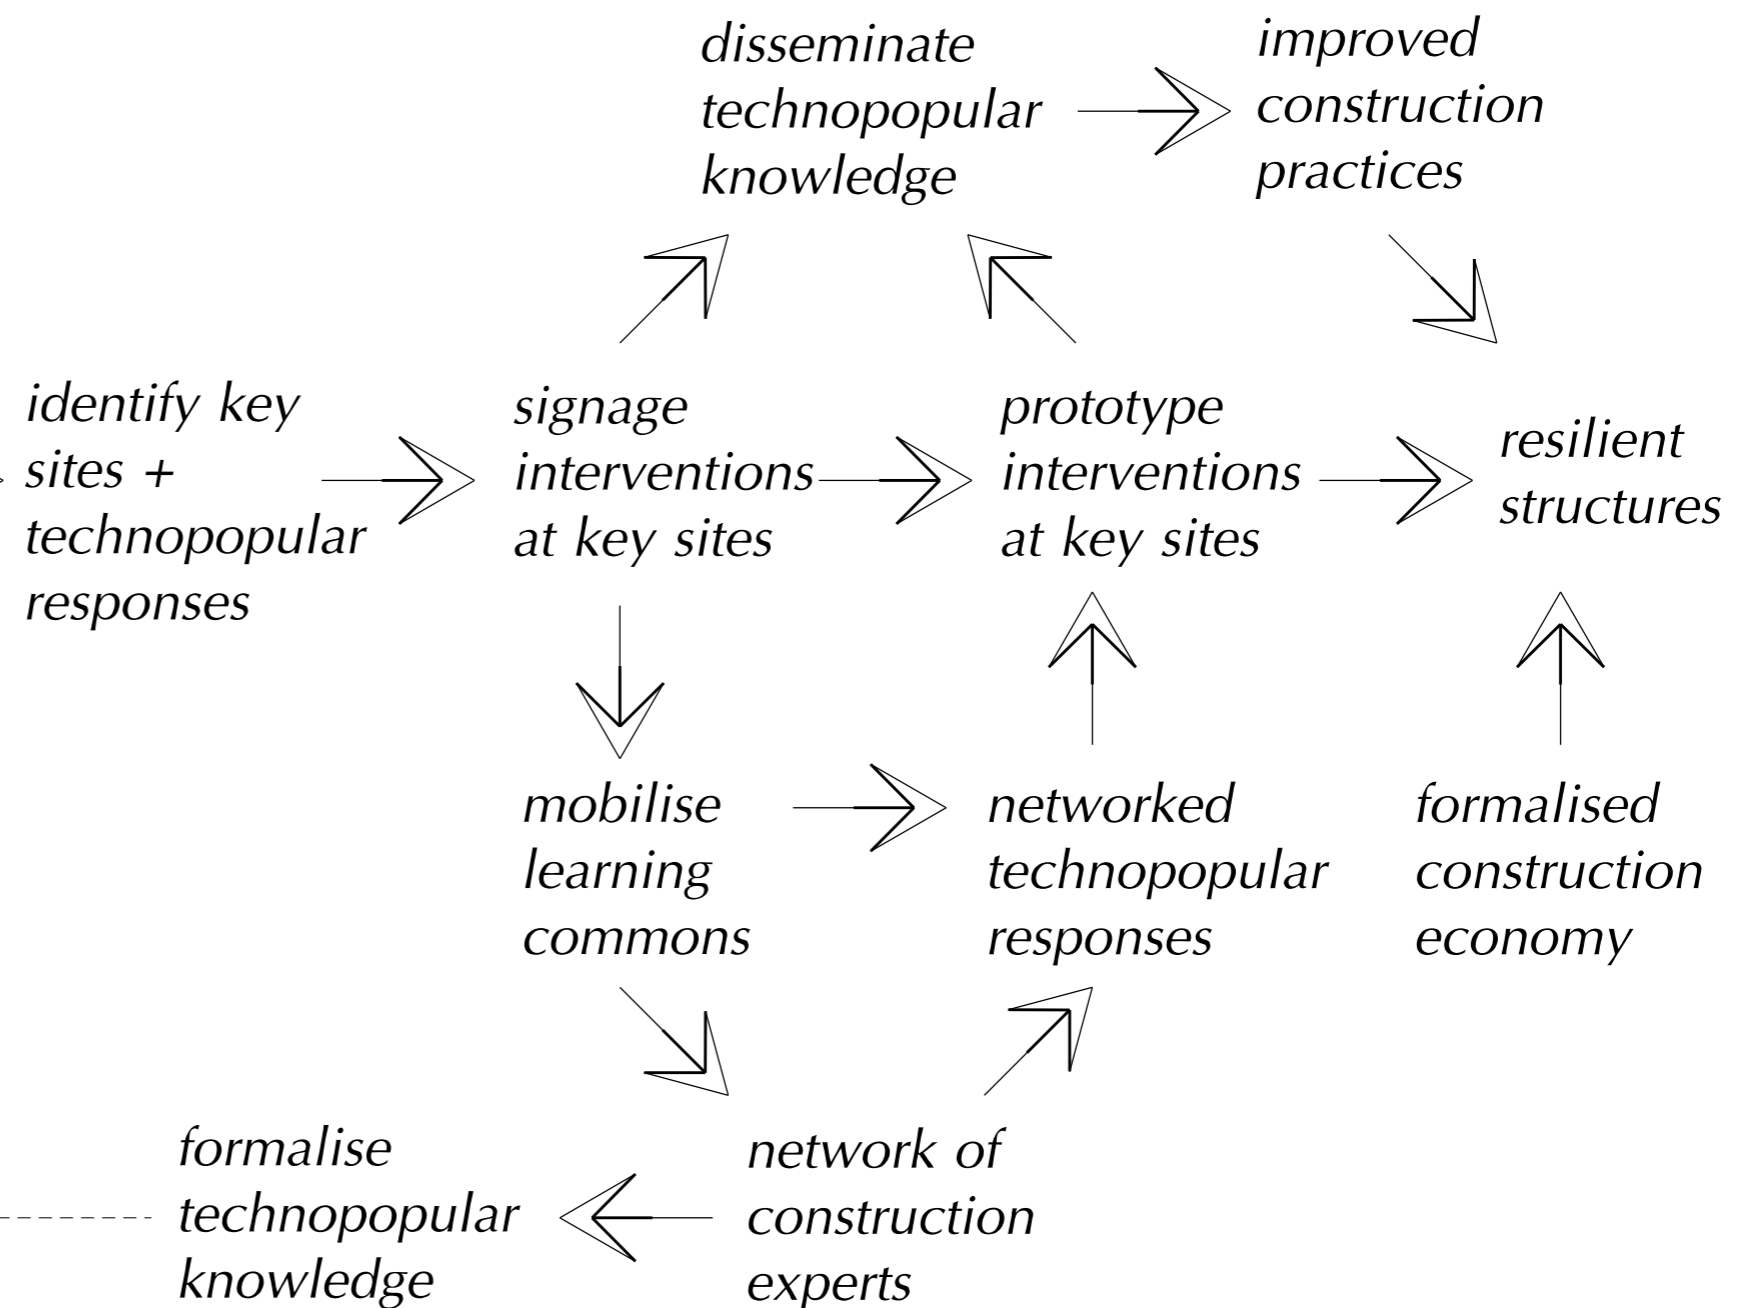 disseminate
technopopular
knowledge
improved
construction
practices
identify key
sites +
technopopular
responses
signage
interventions
at key sites
prototype
interventions
at key sites
resilient
structures
mobilise
learning
commons
networked
technopopular
responses
formalised
construction
economy
formalise
technopopular
knowledge
network of
construction
experts